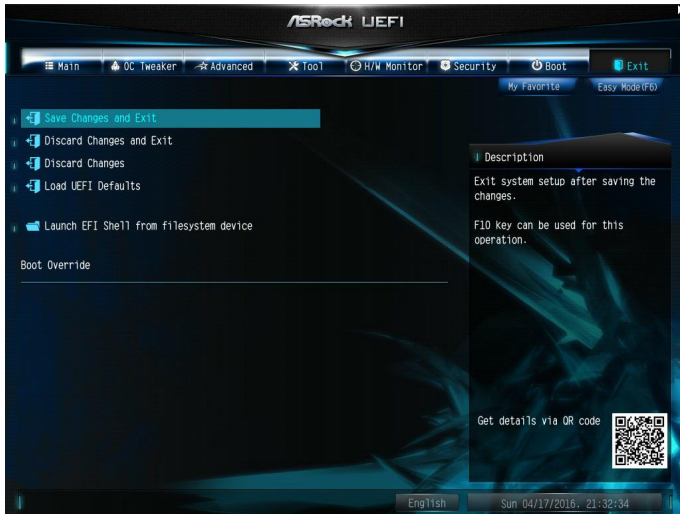 ASRock UEFI
Main OC Tweaker Advanced Tool H/W Monitor Security Boot Exit
My Favorite Easy Mode(F6)
Save Changes and Exit
Discard Changes and Exit
Discard Changes
Load UEFI Defaults
Launch EFI Shell from filesystem device
Boot Override
Description
Exit system setup after saving the
changes.
F10 key can be used for this
operation.
Get details via QR code
English Sun 04/17/2016, 21:32:34